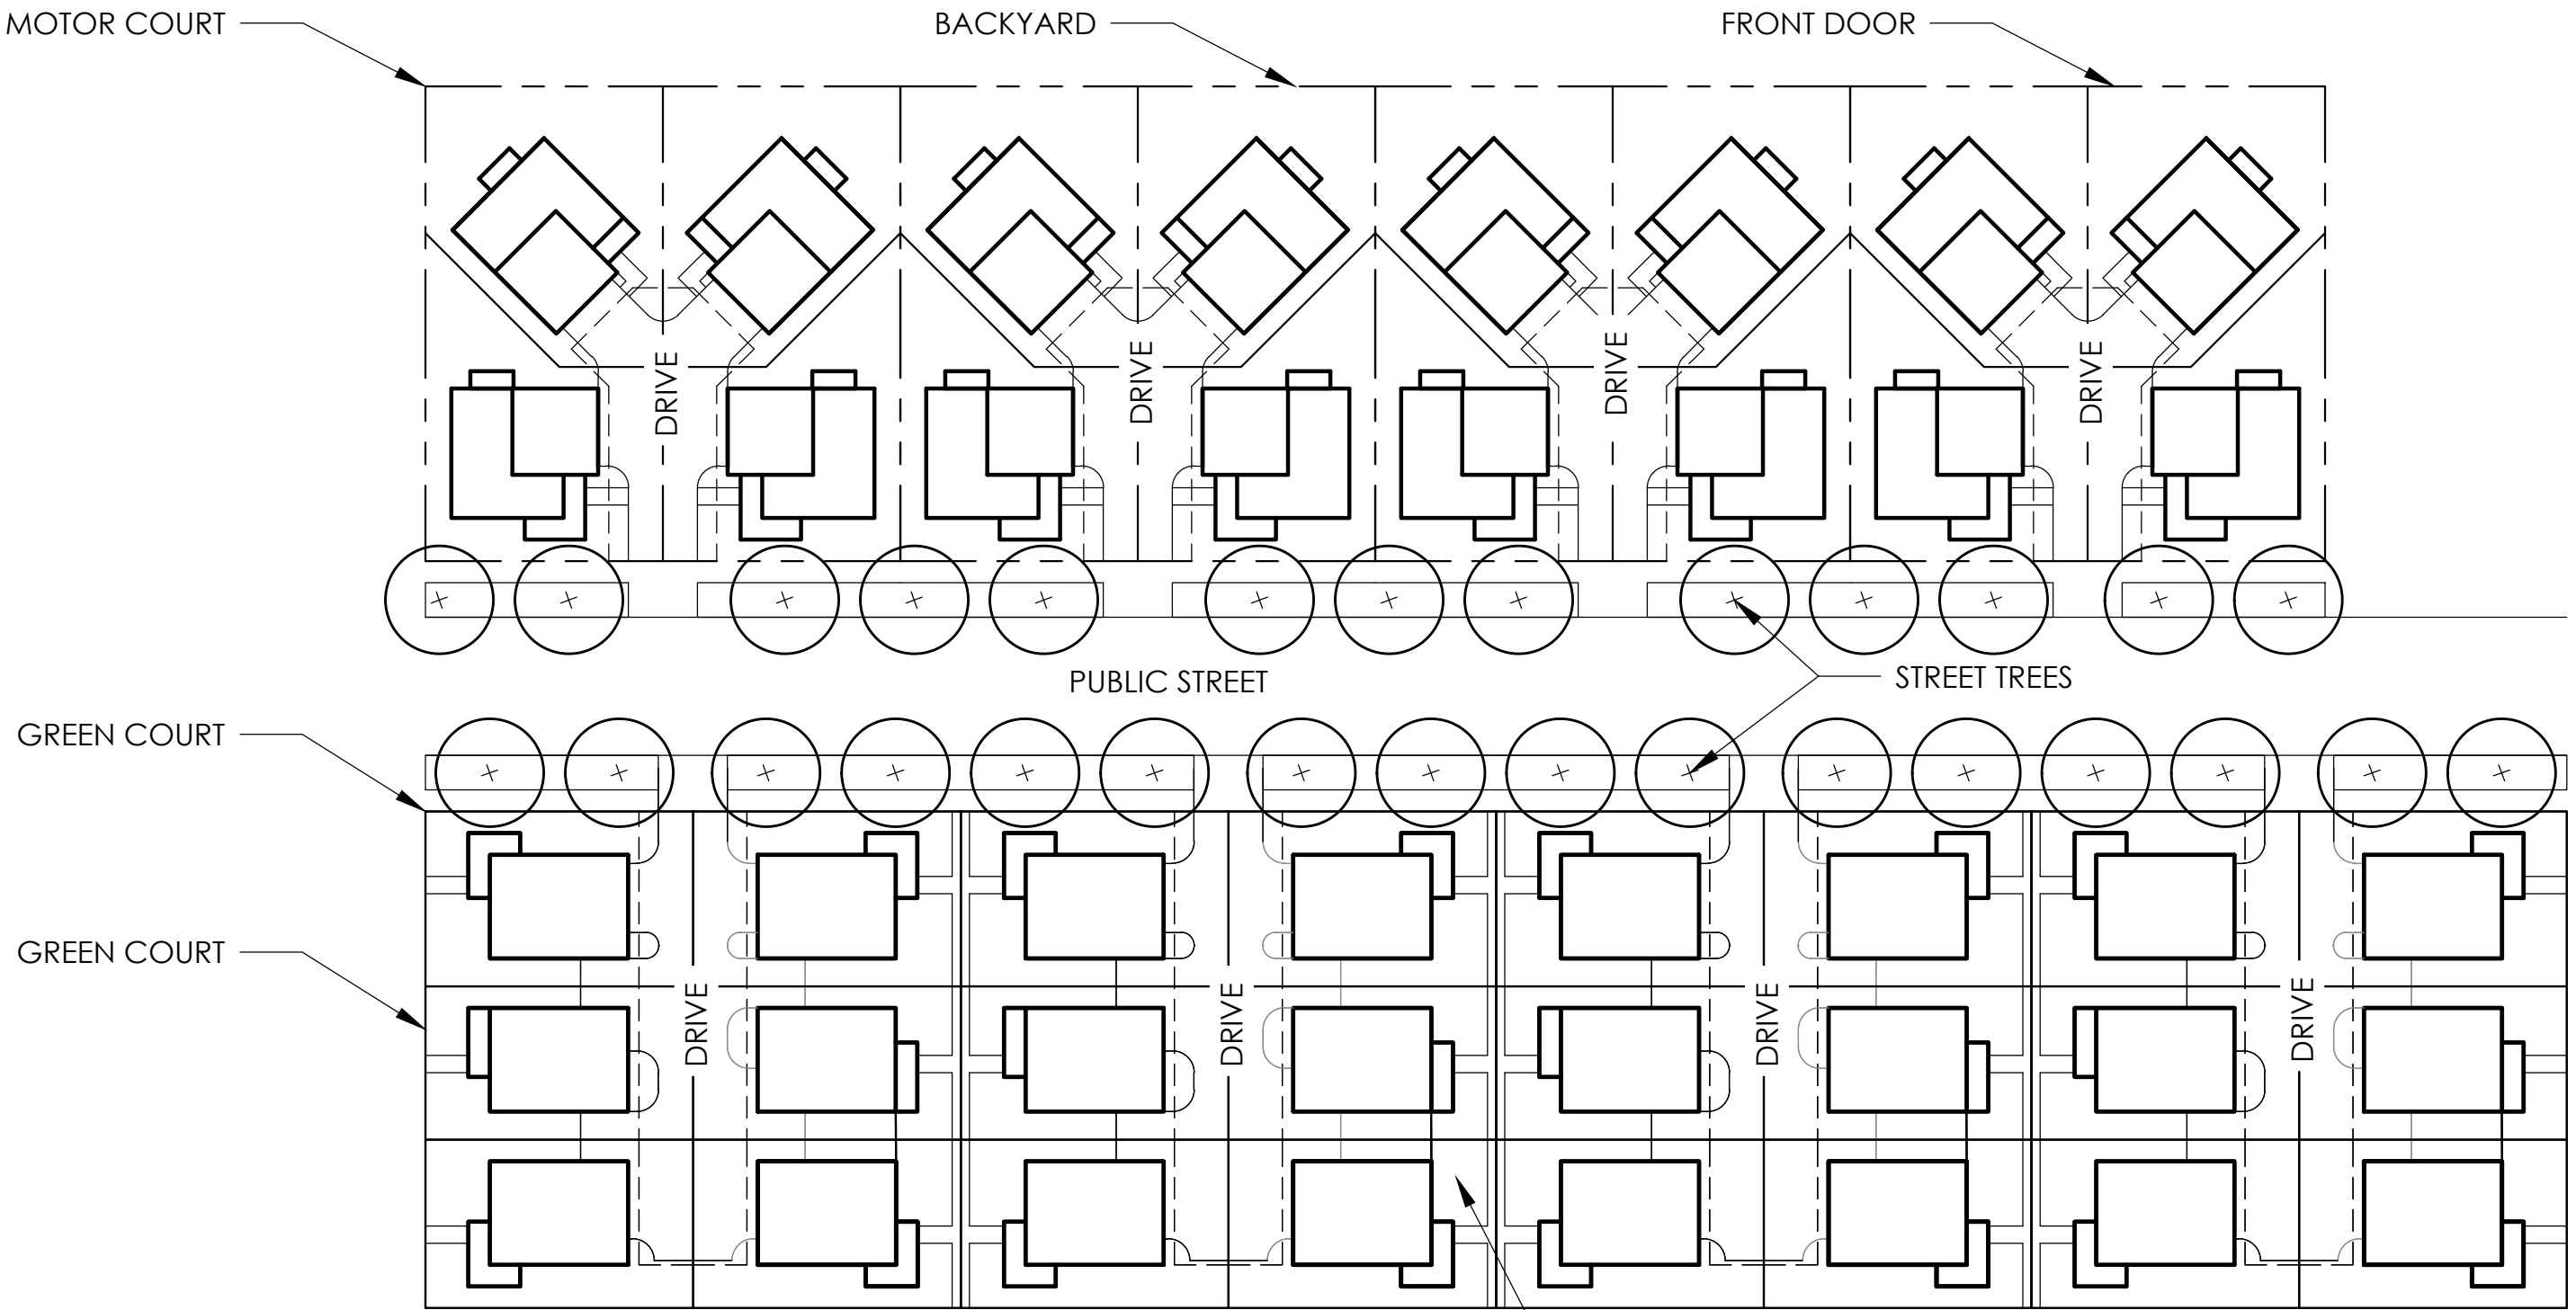 MOTOR COURT
BACKYARD
FRONT DOOR
DRIVE
DRIVE
DRIVE
DRIVE
PUBLIC STREET
STREET TREES
GREEN COURT
GREEN COURT
DRIVE
DRIVE
DRIVE
DRIVE